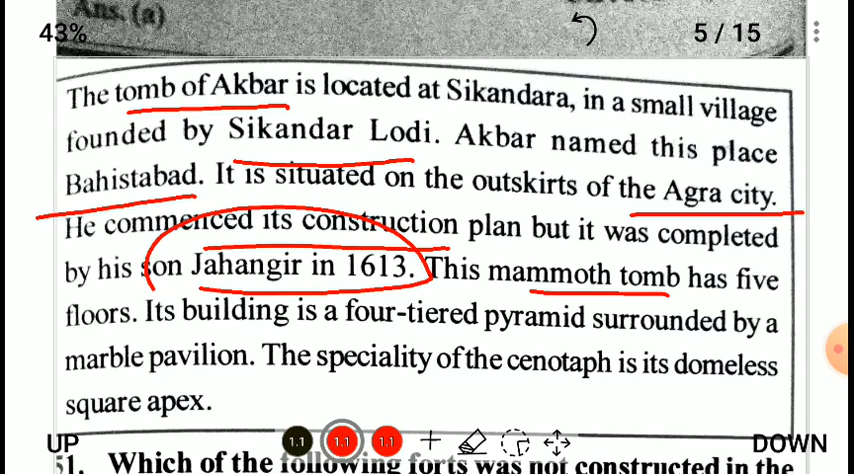 Ans. (a)
43%
5 / 15
The tomb of Akbar is located at Sikandara, in a small village
founded by Sikandar Lodi. Akbar named this place
Bahistabad. It is situated on the outskirts of the Agra city.
He commenced its construction plan but it was completed
by his son Jahangir in 1613. This mammoth tomb has five
floors. Its building is a four-tiered pyramid surrounded by a
marble pavilion. The speciality of the cenotaph is its domeless
square apex.
UP 1.1 1.1 1.1 DOWN
51. Which of the following forts was not constructed in the